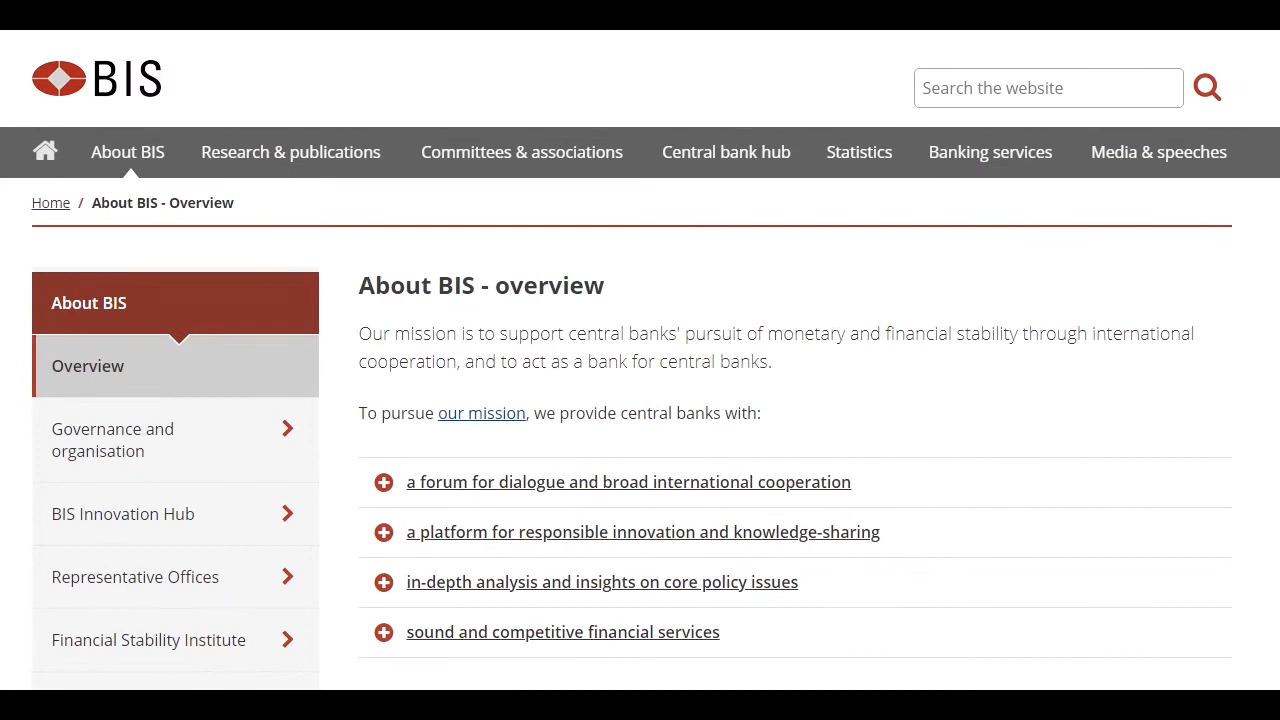 BIS
Search the website
About BIS
Research & publications
Committees & associations
Central bank hub
Statistics
Banking services
Media & speeches
Home / About BIS - Overview
About BIS
Overview
Governance and
organisation
BIS Innovation Hub
Representative Offices
Financial Stability Institute
About BIS - overview
Our mission is to support central banks' pursuit of monetary and financial stability through international
cooperation, and to act as a bank for central banks.
To pursue our mission, we provide central banks with:
a forum for dialogue and broad international cooperation
a platform for responsible innovation and knowledge-sharing
in-depth analysis and insights on core policy issues
sound and competitive financial services